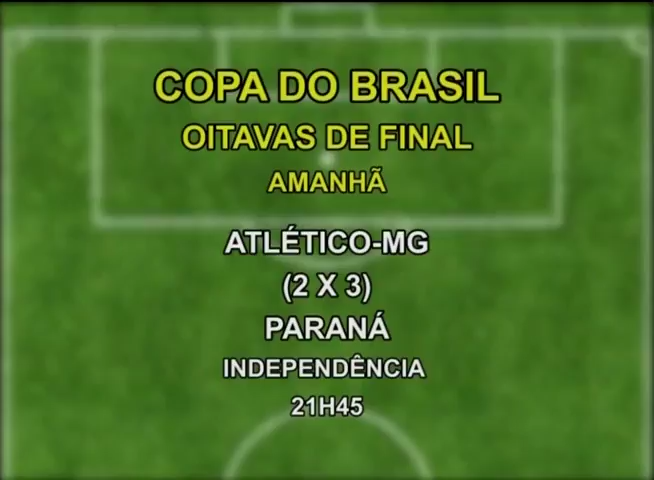 COPA DO BRASIL
OITAVAS DE FINAL
AMANHÃ
ATLÉTICO-MG
(2 X 3)
PARANÁ
INDEPENDÊNCIA
21H45